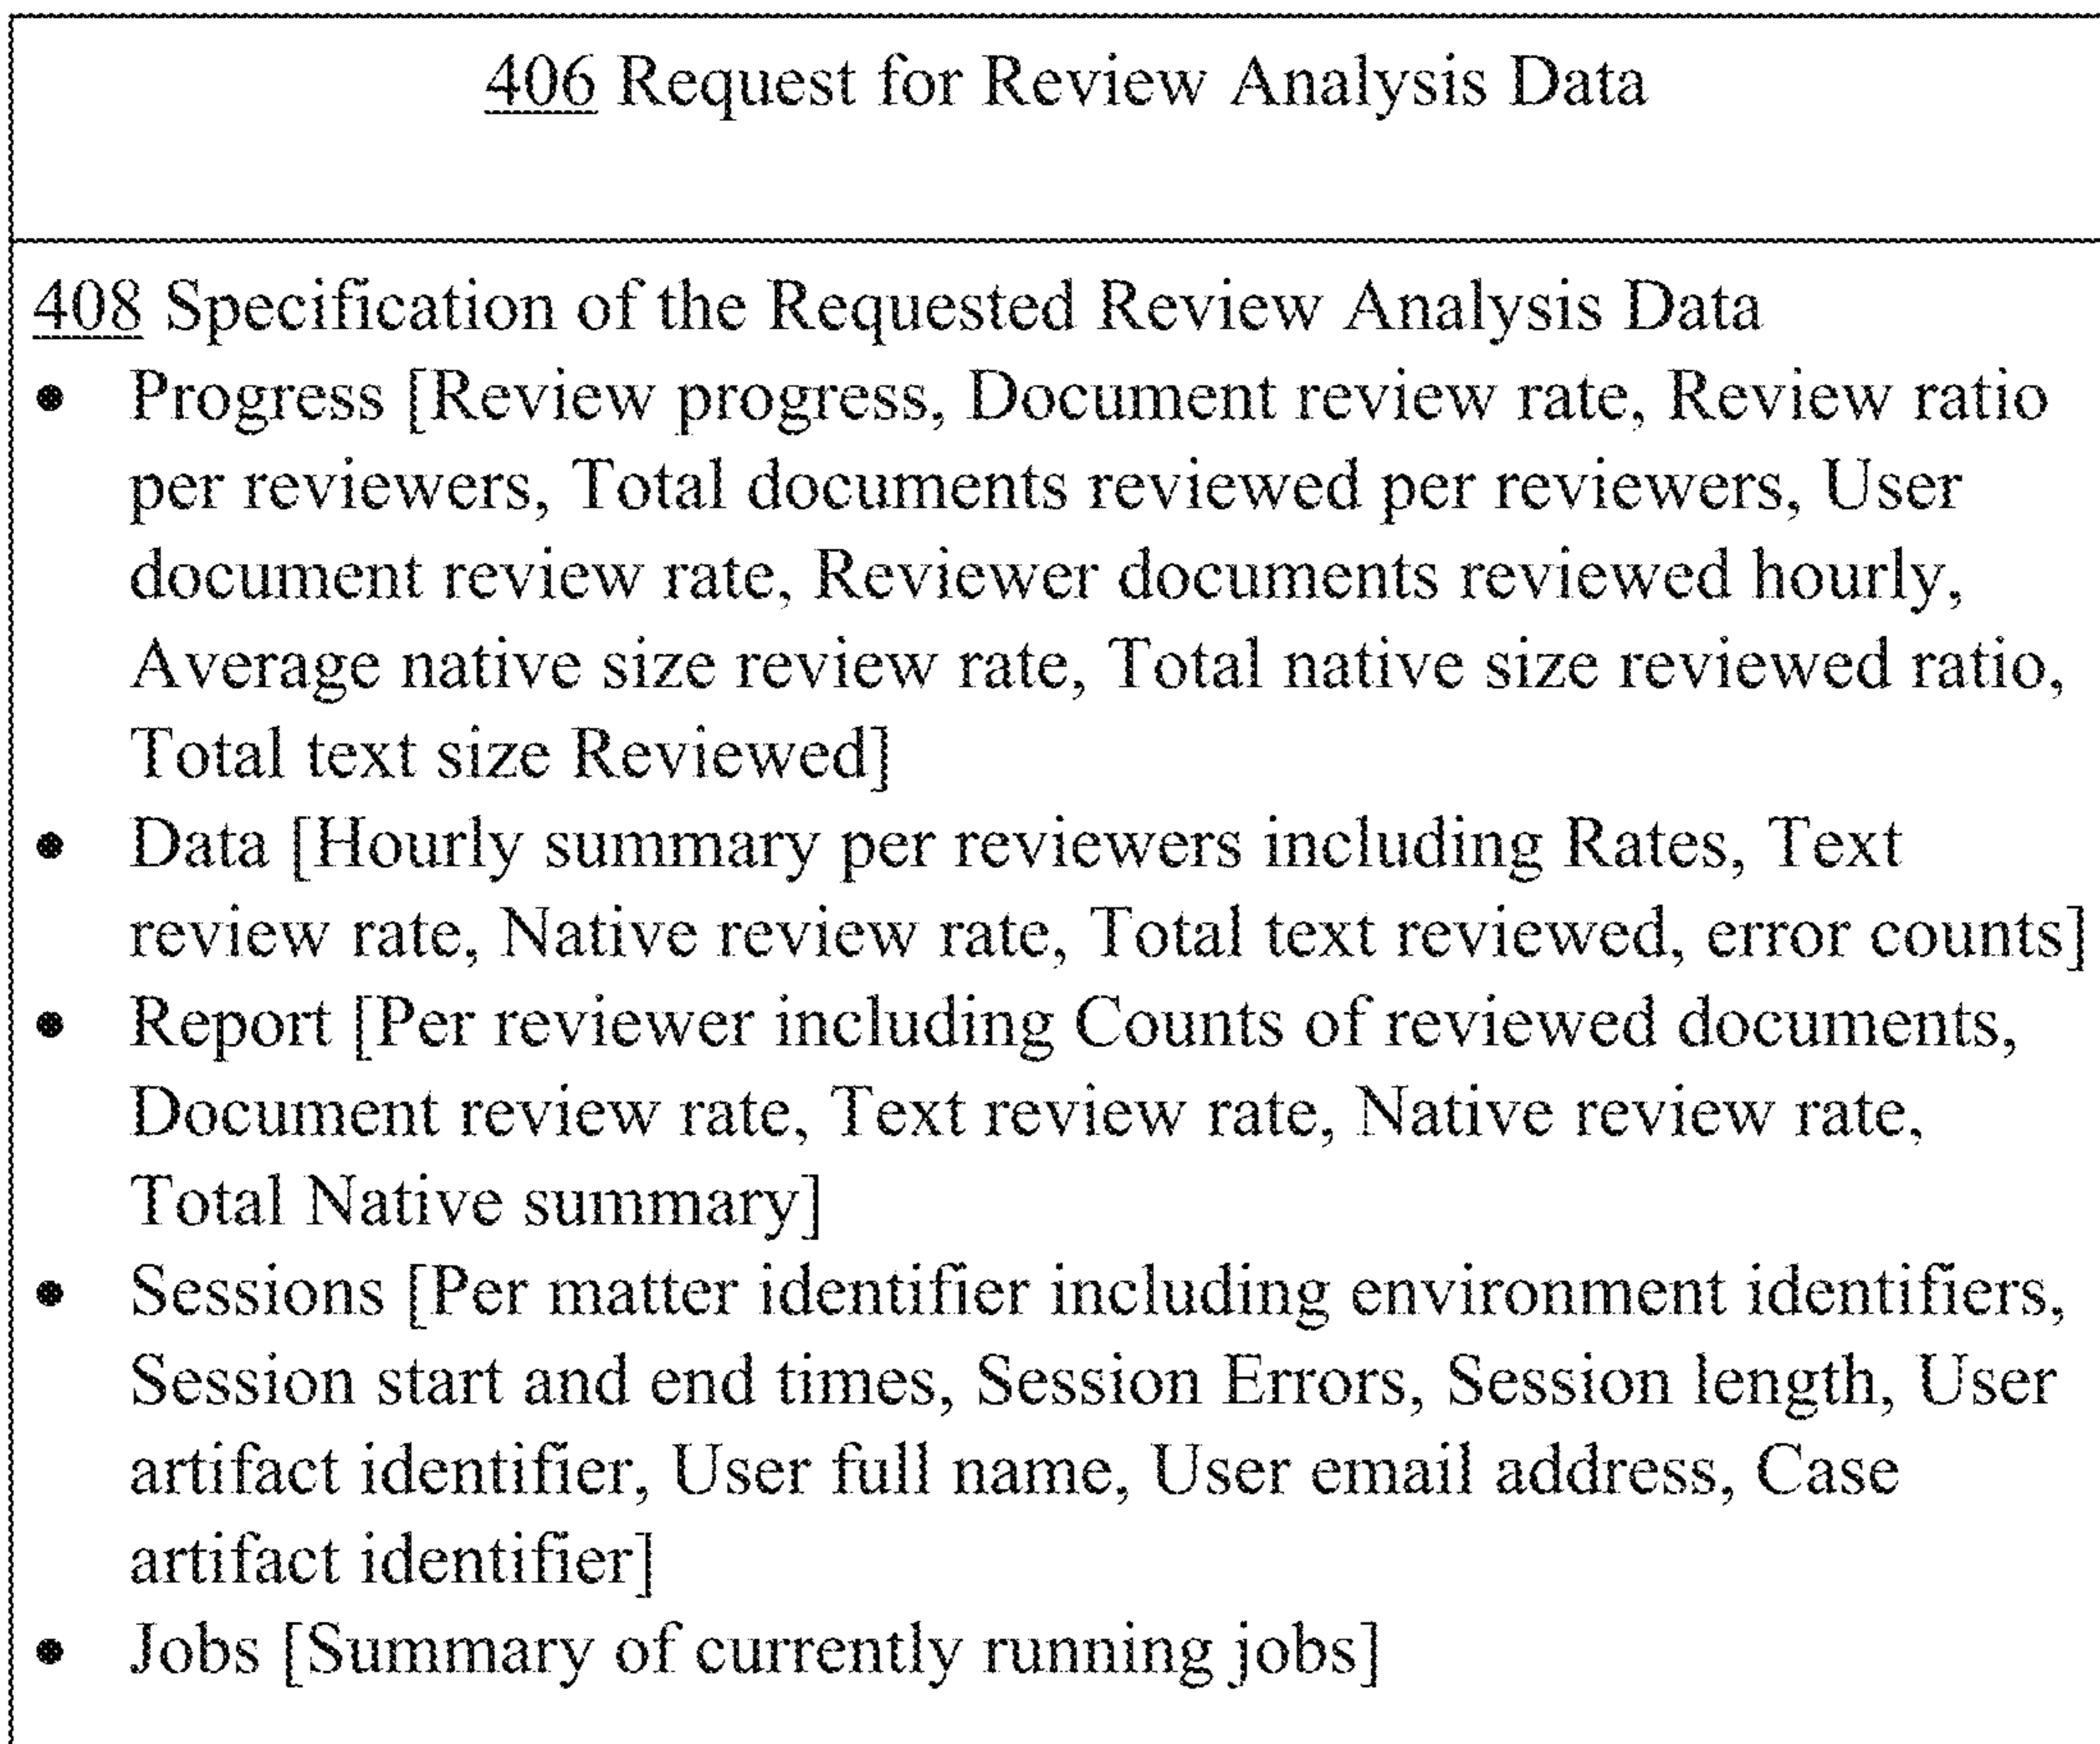 406 Request for Review Analysis Data
408 Specification of the Requested Review Analysis Data
• Progress [Review progress, Document review rate, Review ratio
per reviewers, Total documents reviewed per reviewers, User
document review rate, Reviewer documents reviewed hourly,
Average native size review rate, Total native size reviewed ratio,
Total text size Reviewed]
• Data [Hourly summary per reviewers including Rates, Text
review rate, Native review rate, Total text reviewed, error counts]
• Report [Per reviewer including Counts of reviewed documents,
Document review rate, Text review rate, Native review rate,
Total Native summary]
• Sessions [Per matter identifier including environment identifiers,
Session start and end times, Session Errors, Session length, User
artifact identifier, User full name, User email address, Case
artifact identifier]
• Jobs [Summary of currently running jobs]